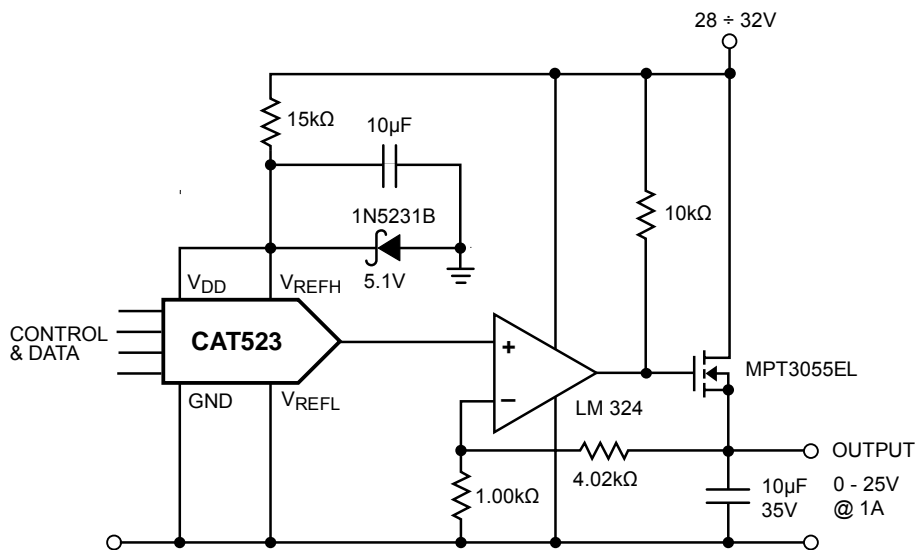 28 ÷ 32V
15kΩ
10µF
10kΩ
1N5231B
5.1V
VDD
VREFH
CONTROL
& DATA
CAT523
+
MPT3055EL
GND
VREFL
–
LM 324
OUTPUT
4.02kΩ
1.00kΩ
10µF
35V
0 - 25V
@ 1A